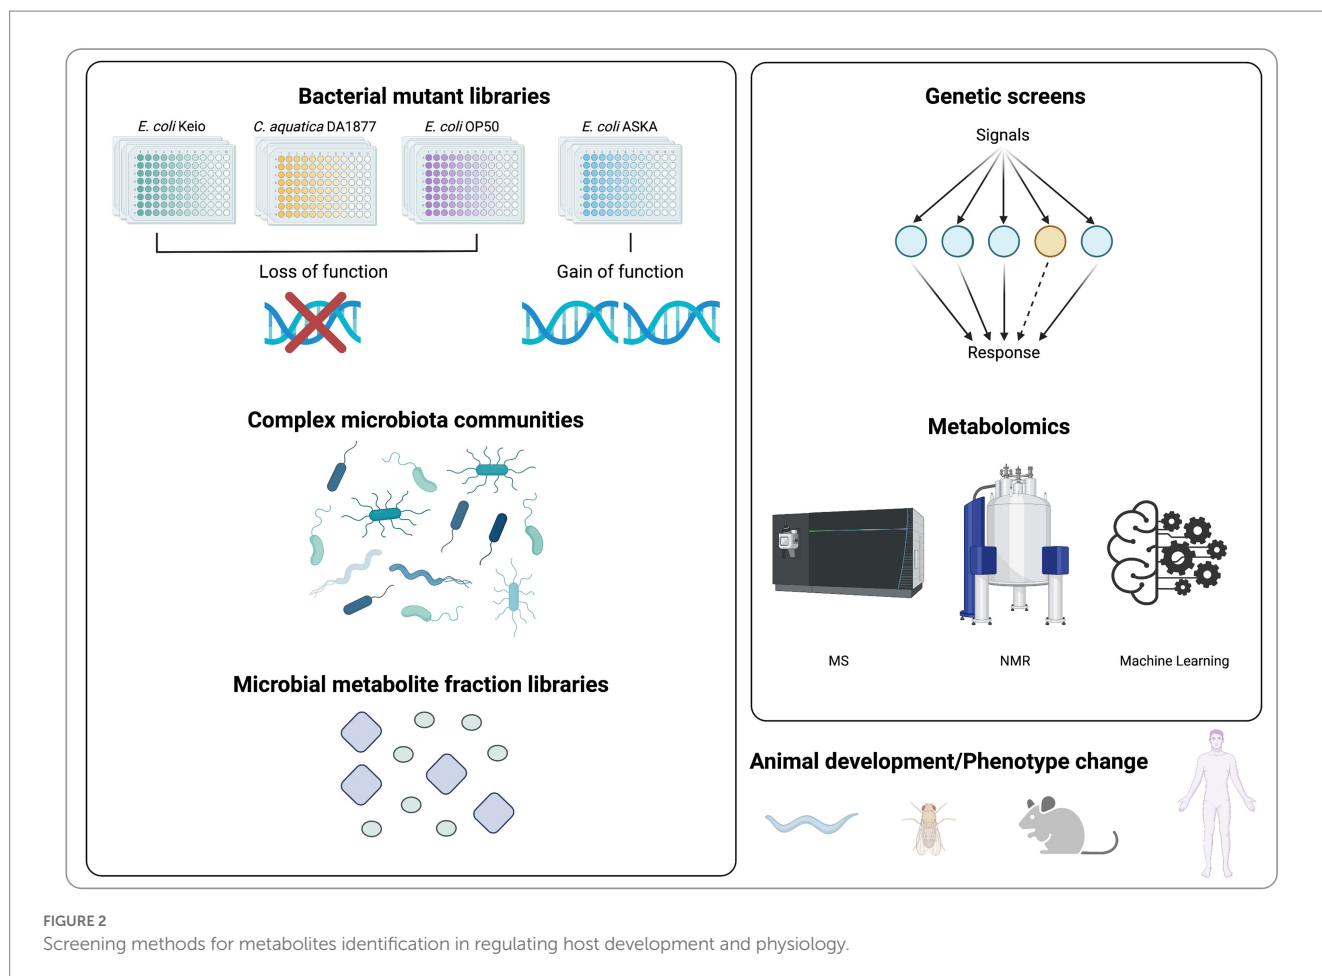 Bacterial mutant libraries
E. coli Keio
C. aquatica DA1877
E. coli OP50
E. coli ASKA
Loss of function
Gain of function
Complex microbiota communities
Microbial metabolite fraction libraries
Genetic screens
Signals
Response
Metabolomics
MS
NMR
Machine Learning
Animal development/Phenotype change
FIGURE 2
Screening methods for metabolites identification in regulating host development and physiology.